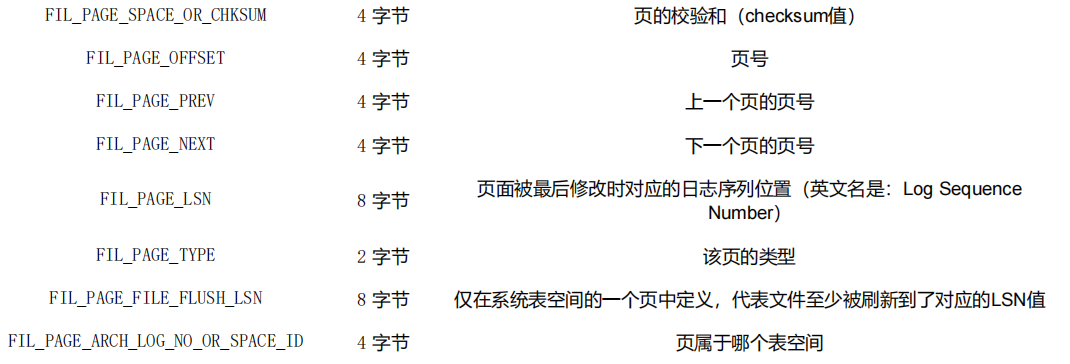 FIL_PAGE_SPACE_OR_CHKSUM 4 字节 页的校验和（checksum值）
FIL_PAGE_OFFSET 4 字节 页号
FIL_PAGE_PREV 4 字节 上一个页的页号
FIL_PAGE_NEXT 4 字节 下一个页的页号
FIL_PAGE_LSN 8 字节 页面被最后修改时对应的日志序列位置（英文名是：Log Sequence
Number）
FIL_PAGE_TYPE 2 字节 该页的类型
FIL_PAGE_FILE_FLUSH_LSN 8 字节 仅在系统表空间的一个页中定义，代表文件至少被刷新到了对应的LSN值
FIL_PAGE_ARCH_LOG_NO_OR_SPACE_ID 4 字节 页属于哪个表空间